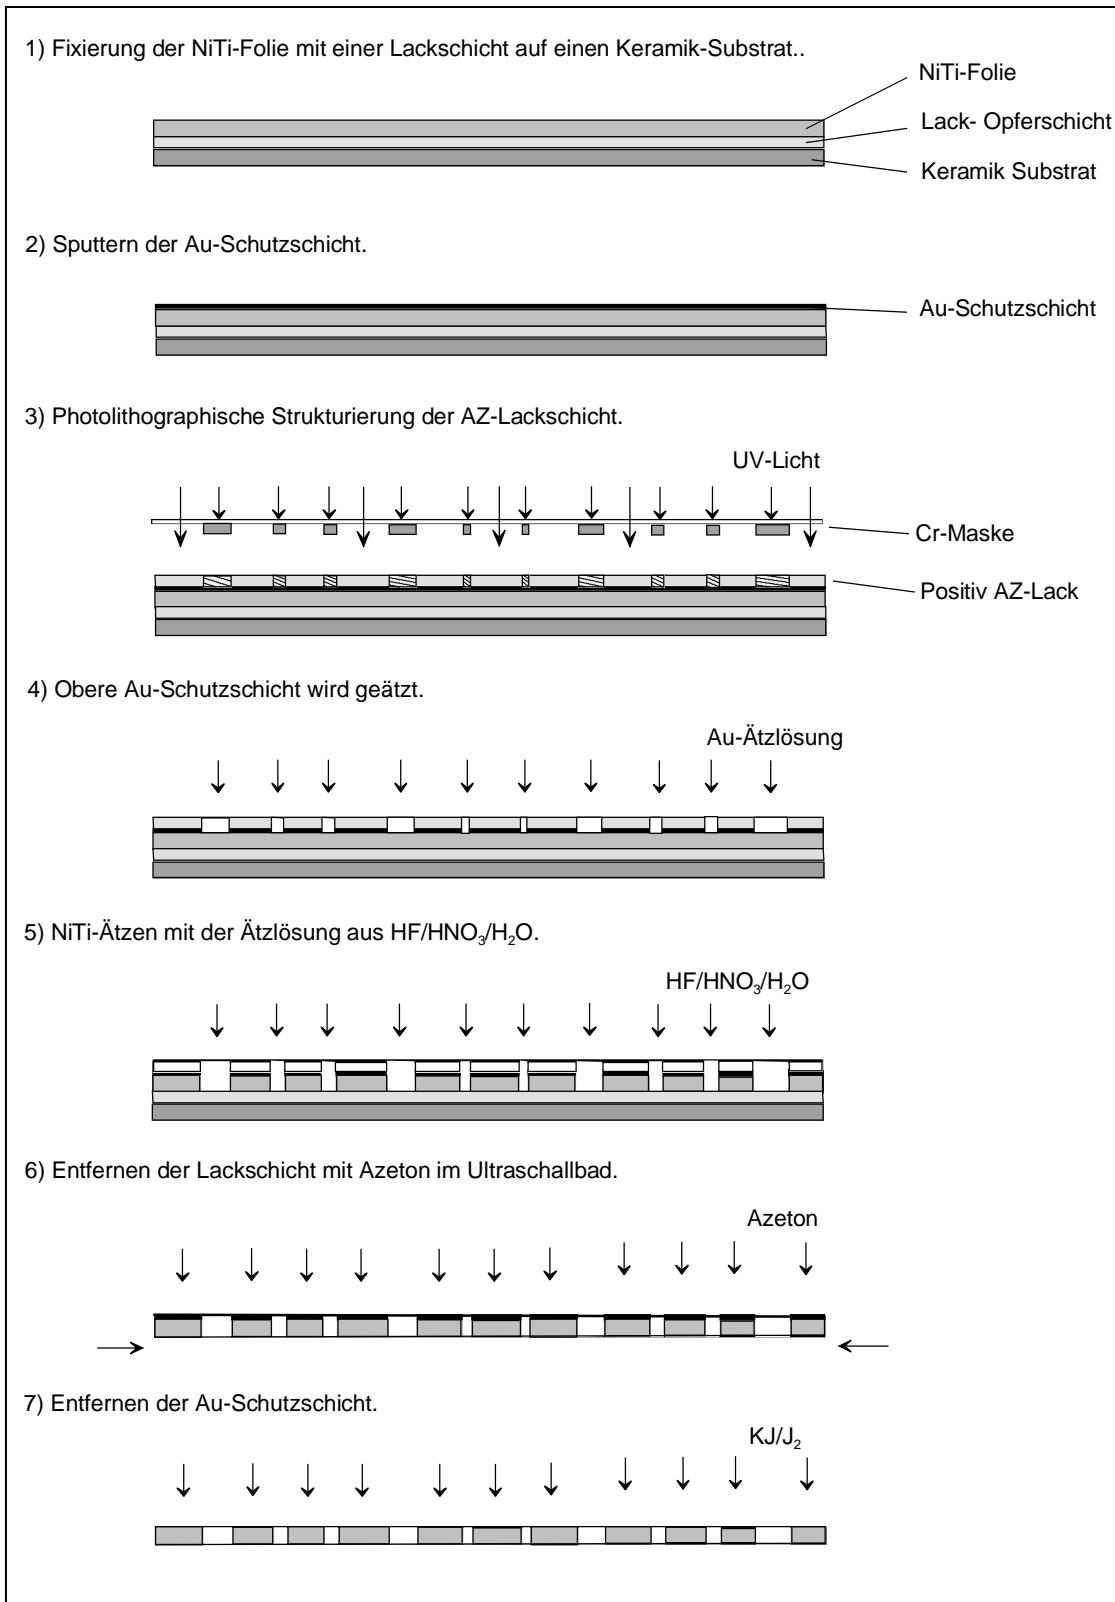 1) Fixierung der NiTi-Folie mit einer Lackschicht auf einen Keramik-Substrat..
NiTi-Folie
Lack- Opferschicht
Keramik Substrat
2) Sputtern der Au-Schutzschicht.
Au-Schutzschicht
3) Photolithographische Strukturierung der AZ-Lackschicht.
UV-Licht
Cr-Maske
Positiv AZ-Lack
4) Obere Au-Schutzschicht wird geätzt.
Au-Ätzlösung
5) NiTi-Ätzen mit der Ätzlösung aus HF/HNO₃/H₂O.
HF/HNO₃/H₂O
6) Entfernen der Lackschicht mit Azeton im Ultraschallbad.
Azeton
7) Entfernen der Au-Schutzschicht.
KJ/J₂